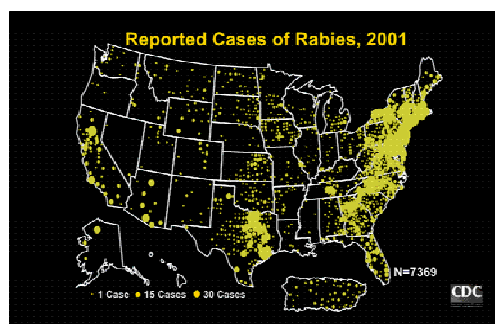 Reported Cases of Rabies, 2001
N=7369
1 Case 15 Cases 30 Cases
CDC